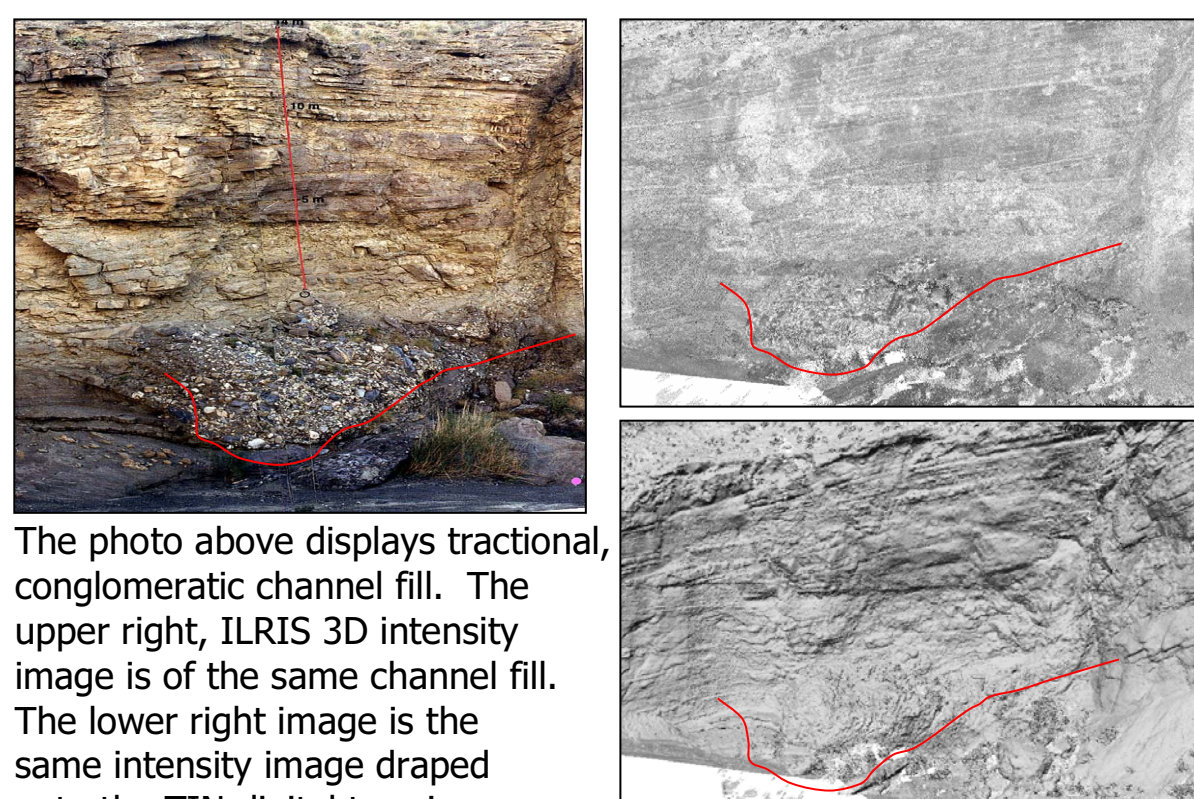 14 m
10 m
5 m
The photo above displays tractional,
conglomeratic channel fill. The
upper right, ILRIS 3D intensity
image is of the same channel fill.
The lower right image is the
same intensity image draped